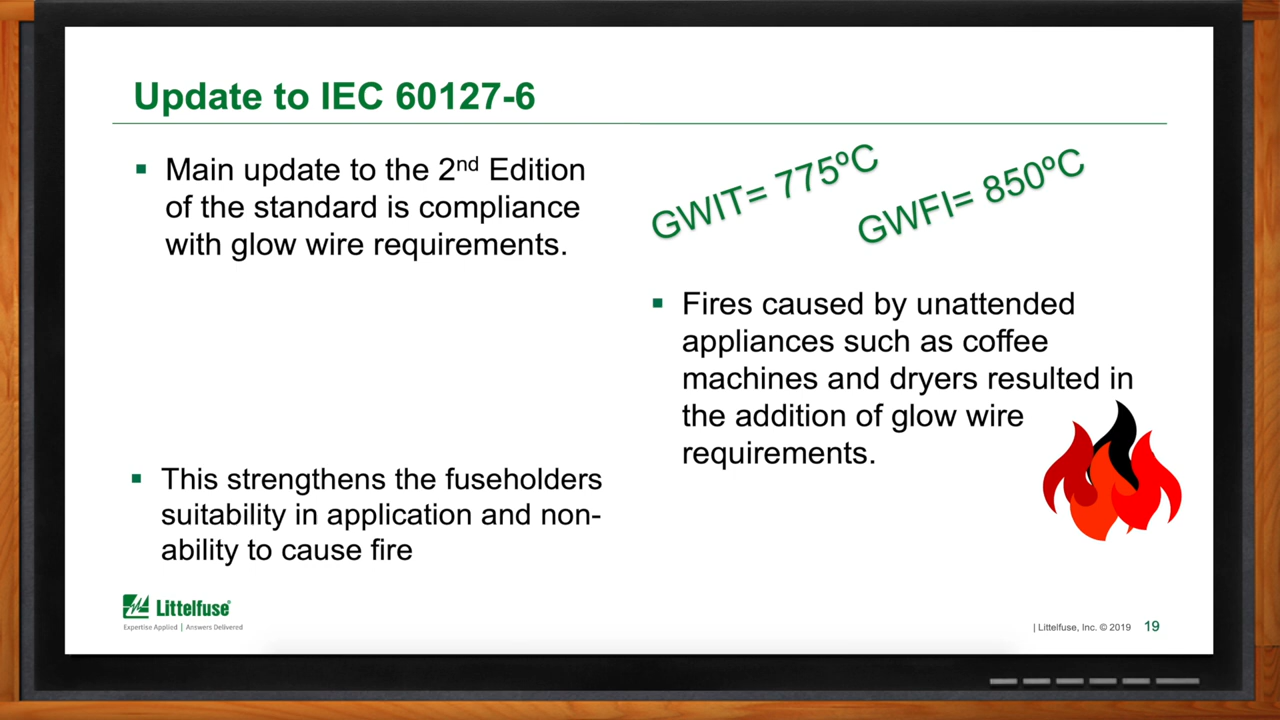 Update to IEC 60127-6
Main update to the 2nd Edition
of the standard is compliance
with glow wire requirements.
GWIT= 775ºC
GWFI= 850ºC
Fires caused by unattended
appliances such as coffee
machines and dryers resulted in
the addition of glow wire
requirements.
This strengthens the fuseholders
suitability in application and non-
ability to cause fire
Littelfuse®
Expertise Applied | Answers Delivered
| Littelfuse, Inc. © 2019 19